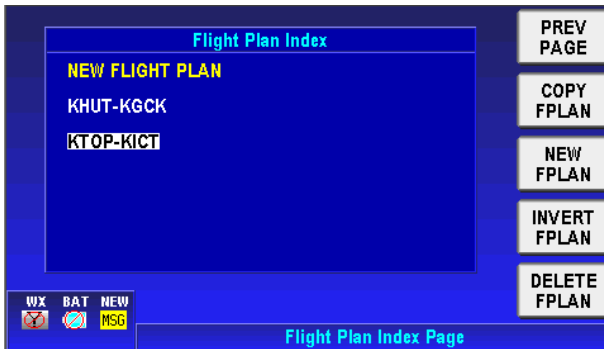 Flight Plan Index
NEW FLIGHT PLAN
KHUT-KGCK
KTOP-KICT
PREV
PAGE
COPY
FPLAN
NEW
FPLAN
INVERT
FPLAN
DELETE
FPLAN
WX BAT NEW
MSG
Flight Plan Index Page